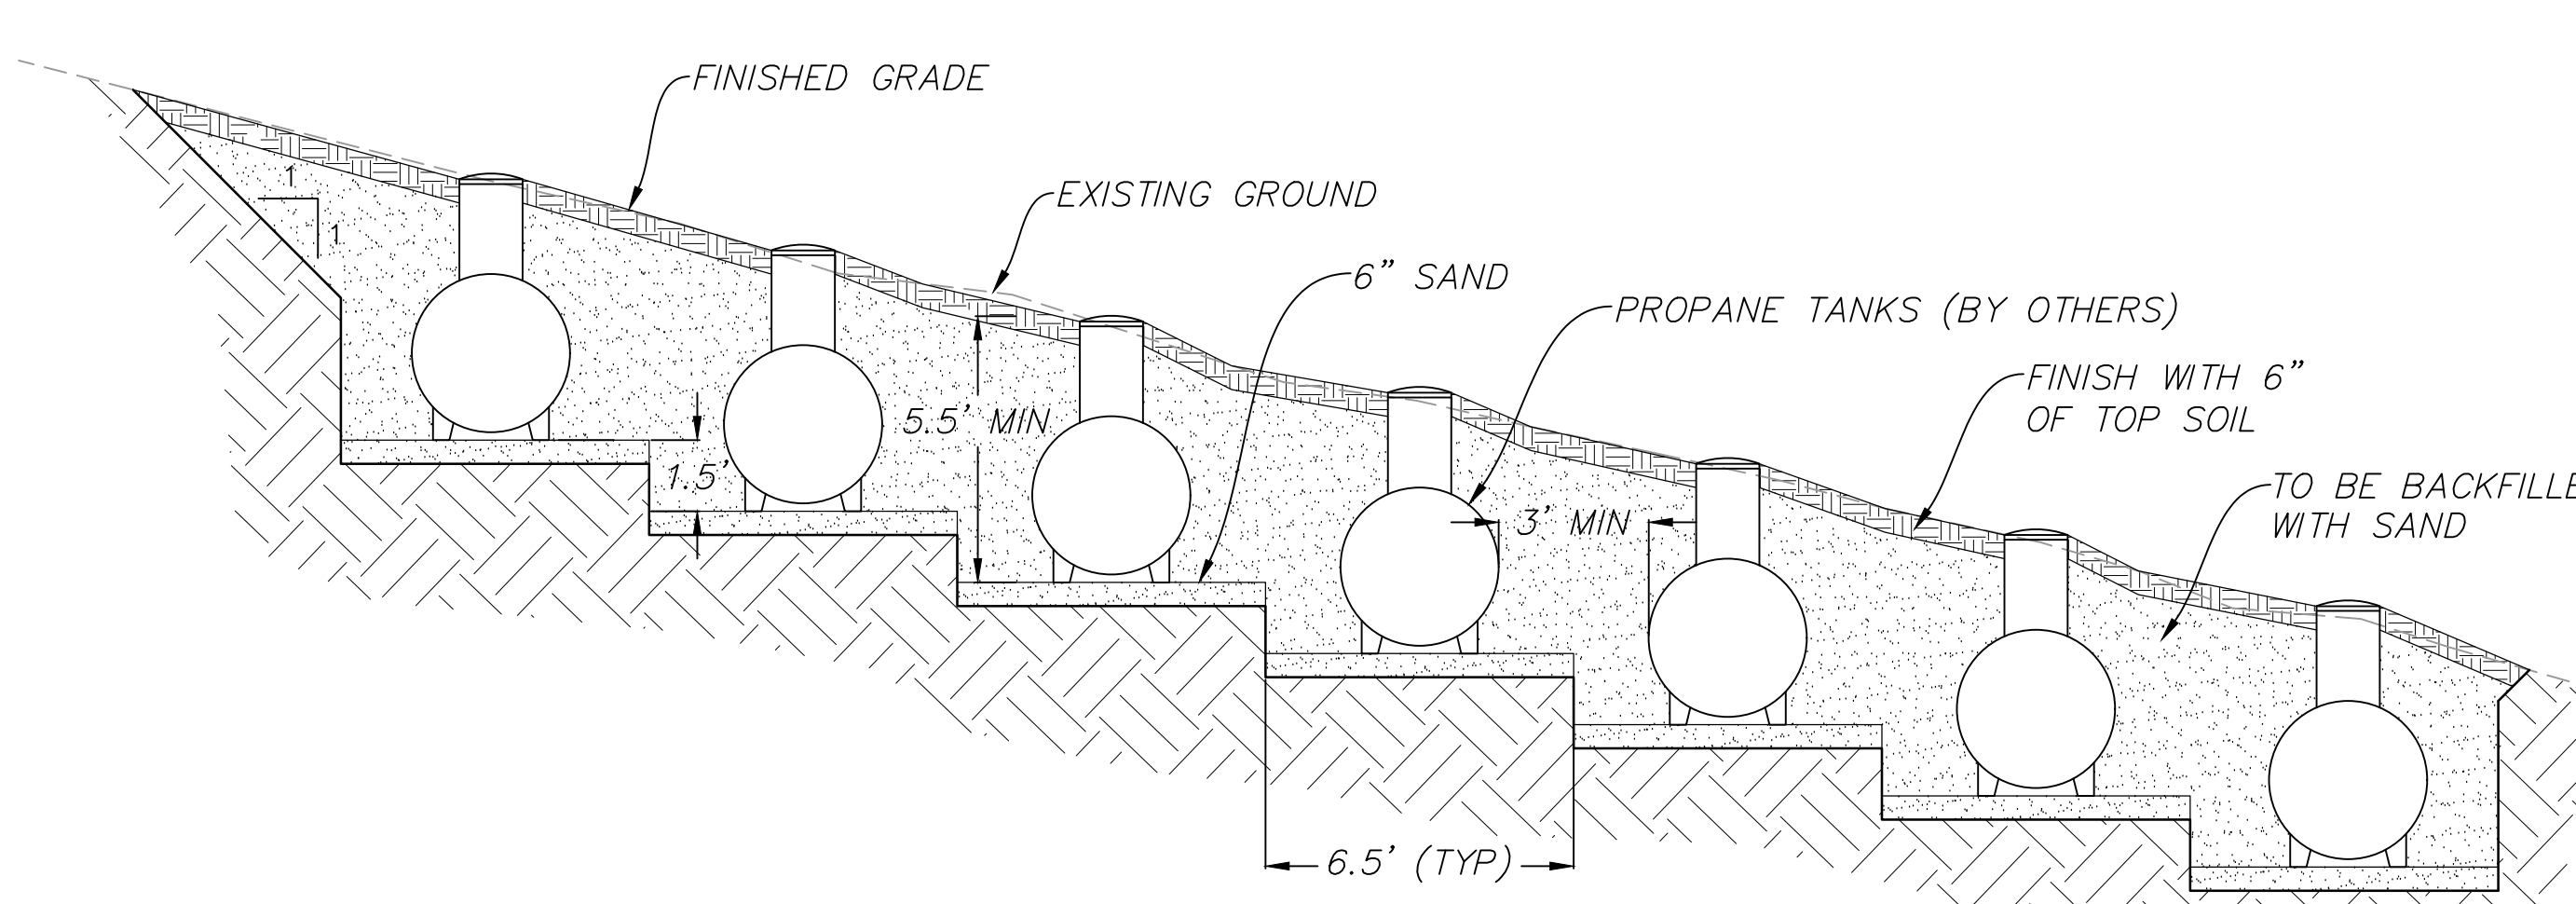 FINISHED GRADE
EXISTING GROUND
6” SAND
PROPANE TANKS (BY OTHERS)
FINISH WITH 6”
OF TOP SOIL
TO BE BACKFILLE
WITH SAND
1
1
5.5’ MIN
1.5’
3’ MIN
6.5’ (TYP)